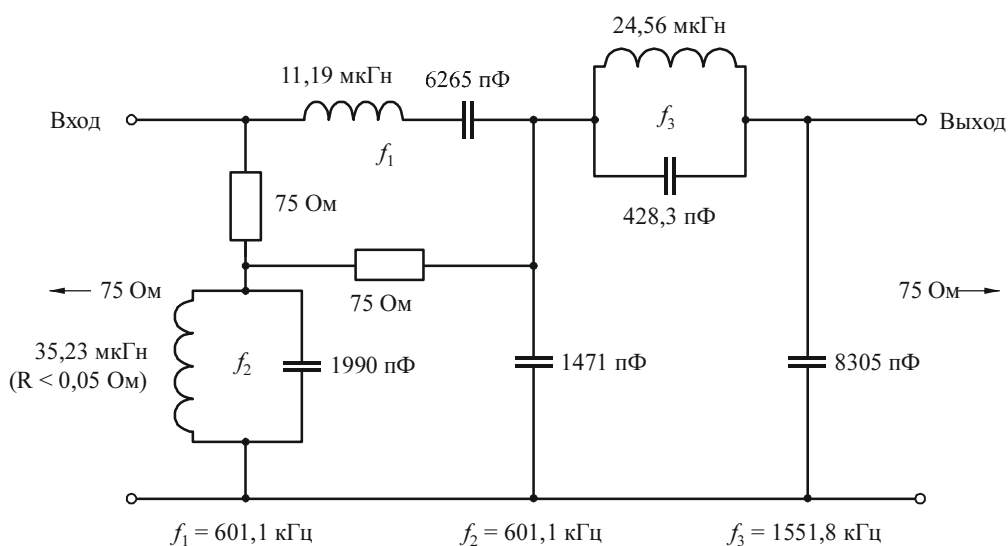 24,56 мкГн
11,19 мкГн
6265 пФ
Вход
f₁
f₃
Выход
75 Ом
428,3 пФ
75 Ом
75 Ом
75 Ом
35,23 мкГн
(R < 0,05 Ом)
f₂
1990 пФ
1471 пФ
8305 пФ
f₁ = 601,1 кГц
f₂ = 601,1 кГц
f₃ = 1551,8 кГц